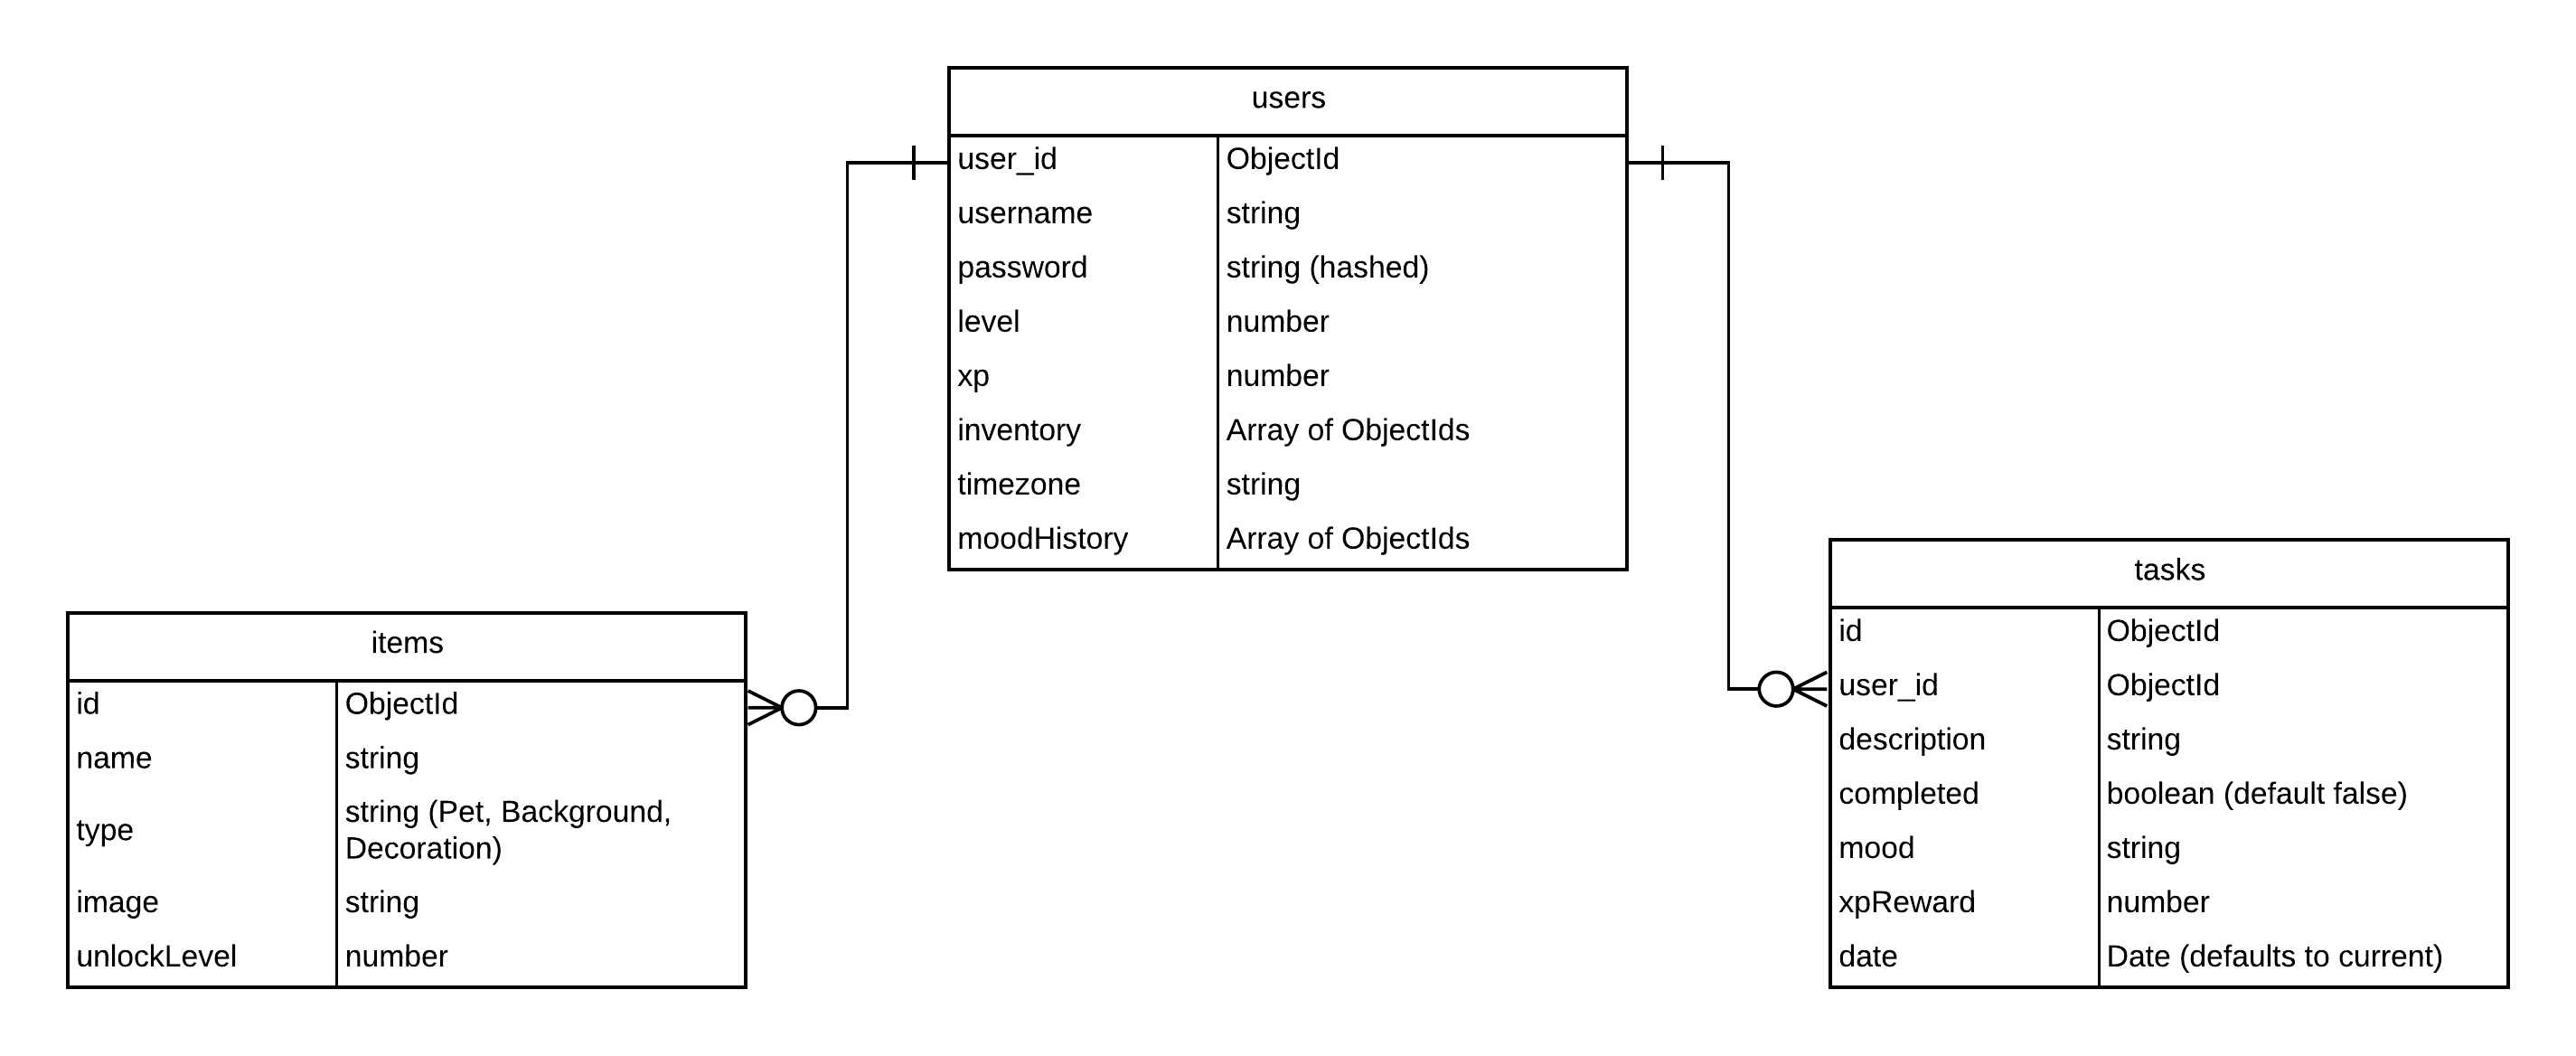 users
user_id ObjectId
username string
password string (hashed)
level number
xp number
inventory Array of ObjectIds
timezone string
moodHistory Array of ObjectIds
items
id ObjectId
name string
type string (Pet, Background,
Decoration)
image string
unlockLevel number
tasks
id ObjectId
user_id ObjectId
description string
completed boolean (default false)
mood string
xpReward number
date Date (defaults to current)